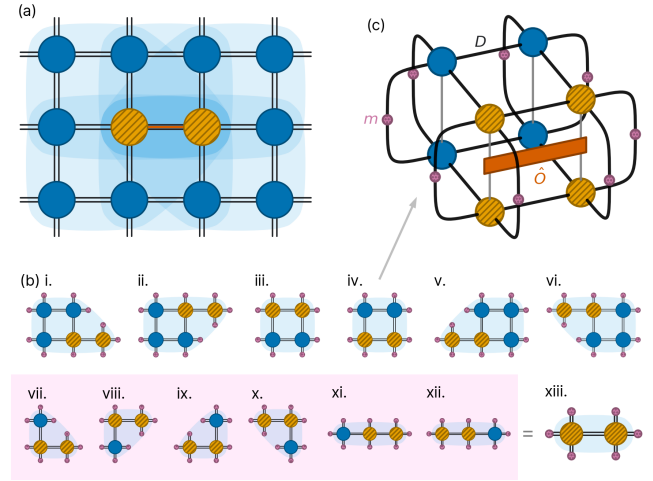 (a)
(c)
D
m
Ô
(b) i. ii. iii. iv. v. vi.
vii. viii. ix. x. xi. xii. xiii.
=